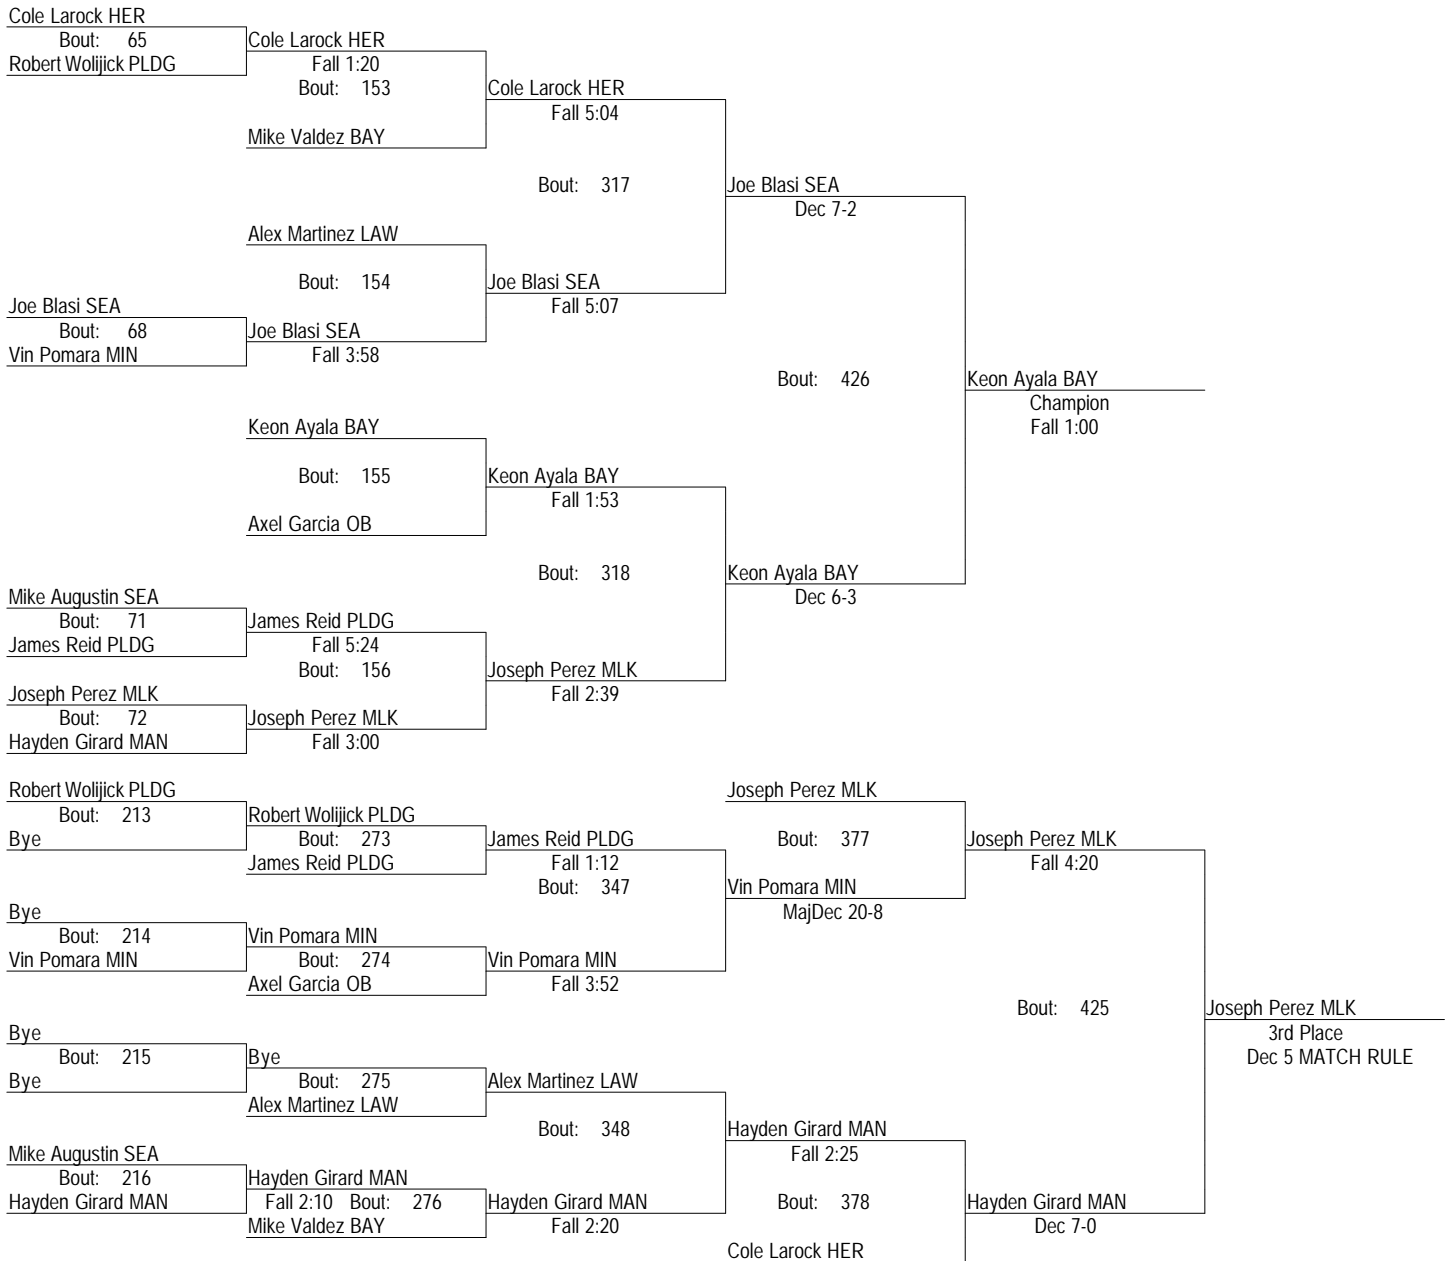 Cole Larock HER
Bout: 65
Cole Larock HER
Robert Wolijick PLDG
Fall 1:20
Bout: 153
Cole Larock HER
Fall 5:04
Mike Valdez BAY
Bout: 317
Joe Blasi SEA
Dec 7-2
Alex Martinez LAW
Bout: 154
Joe Blasi SEA
Joe Blasi SEA
Fall 5:07
Bout: 68
Joe Blasi SEA
Vin Pomara MIN
Fall 3:58
Bout: 426
Keon Ayala BAY
Champion
Keon Ayala BAY
Fall 1:00
Bout: 155
Keon Ayala BAY
Fall 1:53
Axel Garcia OB
Bout: 318
Keon Ayala BAY
Mike Augustin SEA
Dec 6-3
Bout: 71
James Reid PLDG
James Reid PLDG
Fall 5:24
Bout: 156
Joseph Perez MLK
Joseph Perez MLK
Fall 2:39
Bout: 72
Joseph Perez MLK
Hayden Girard MAN
Fall 3:00
Robert Wolijick PLDG
Joseph Perez MLK
Bout: 213
Robert Wolijick PLDG
Bye
Bout: 273
James Reid PLDG
Bout: 377
Joseph Perez MLK
James Reid PLDG
Fall 1:12
Fall 4:20
Bout: 347
Vin Pomara MIN
Bye
MajDec 20-8
Bout: 214
Vin Pomara MIN
Vin Pomara MIN
Bout: 274
Vin Pomara MIN
Axel Garcia OB
Fall 3:52
Bout: 425
Joseph Perez MLK
Bye
3rd Place
Bout: 215
Bye
Dec 5 MATCH RULE
Bye
Bout: 275
Alex Martinez LAW
Alex Martinez LAW
Bout: 348
Hayden Girard MAN
Mike Augustin SEA
Fall 2:25
Bout: 216
Hayden Girard MAN
Hayden Girard MAN
Fall 2:10 Bout: 276
Hayden Girard MAN
Bout: 378
Hayden Girard MAN
Mike Valdez BAY
Fall 2:20
Dec 7-0
Cole Larock HER